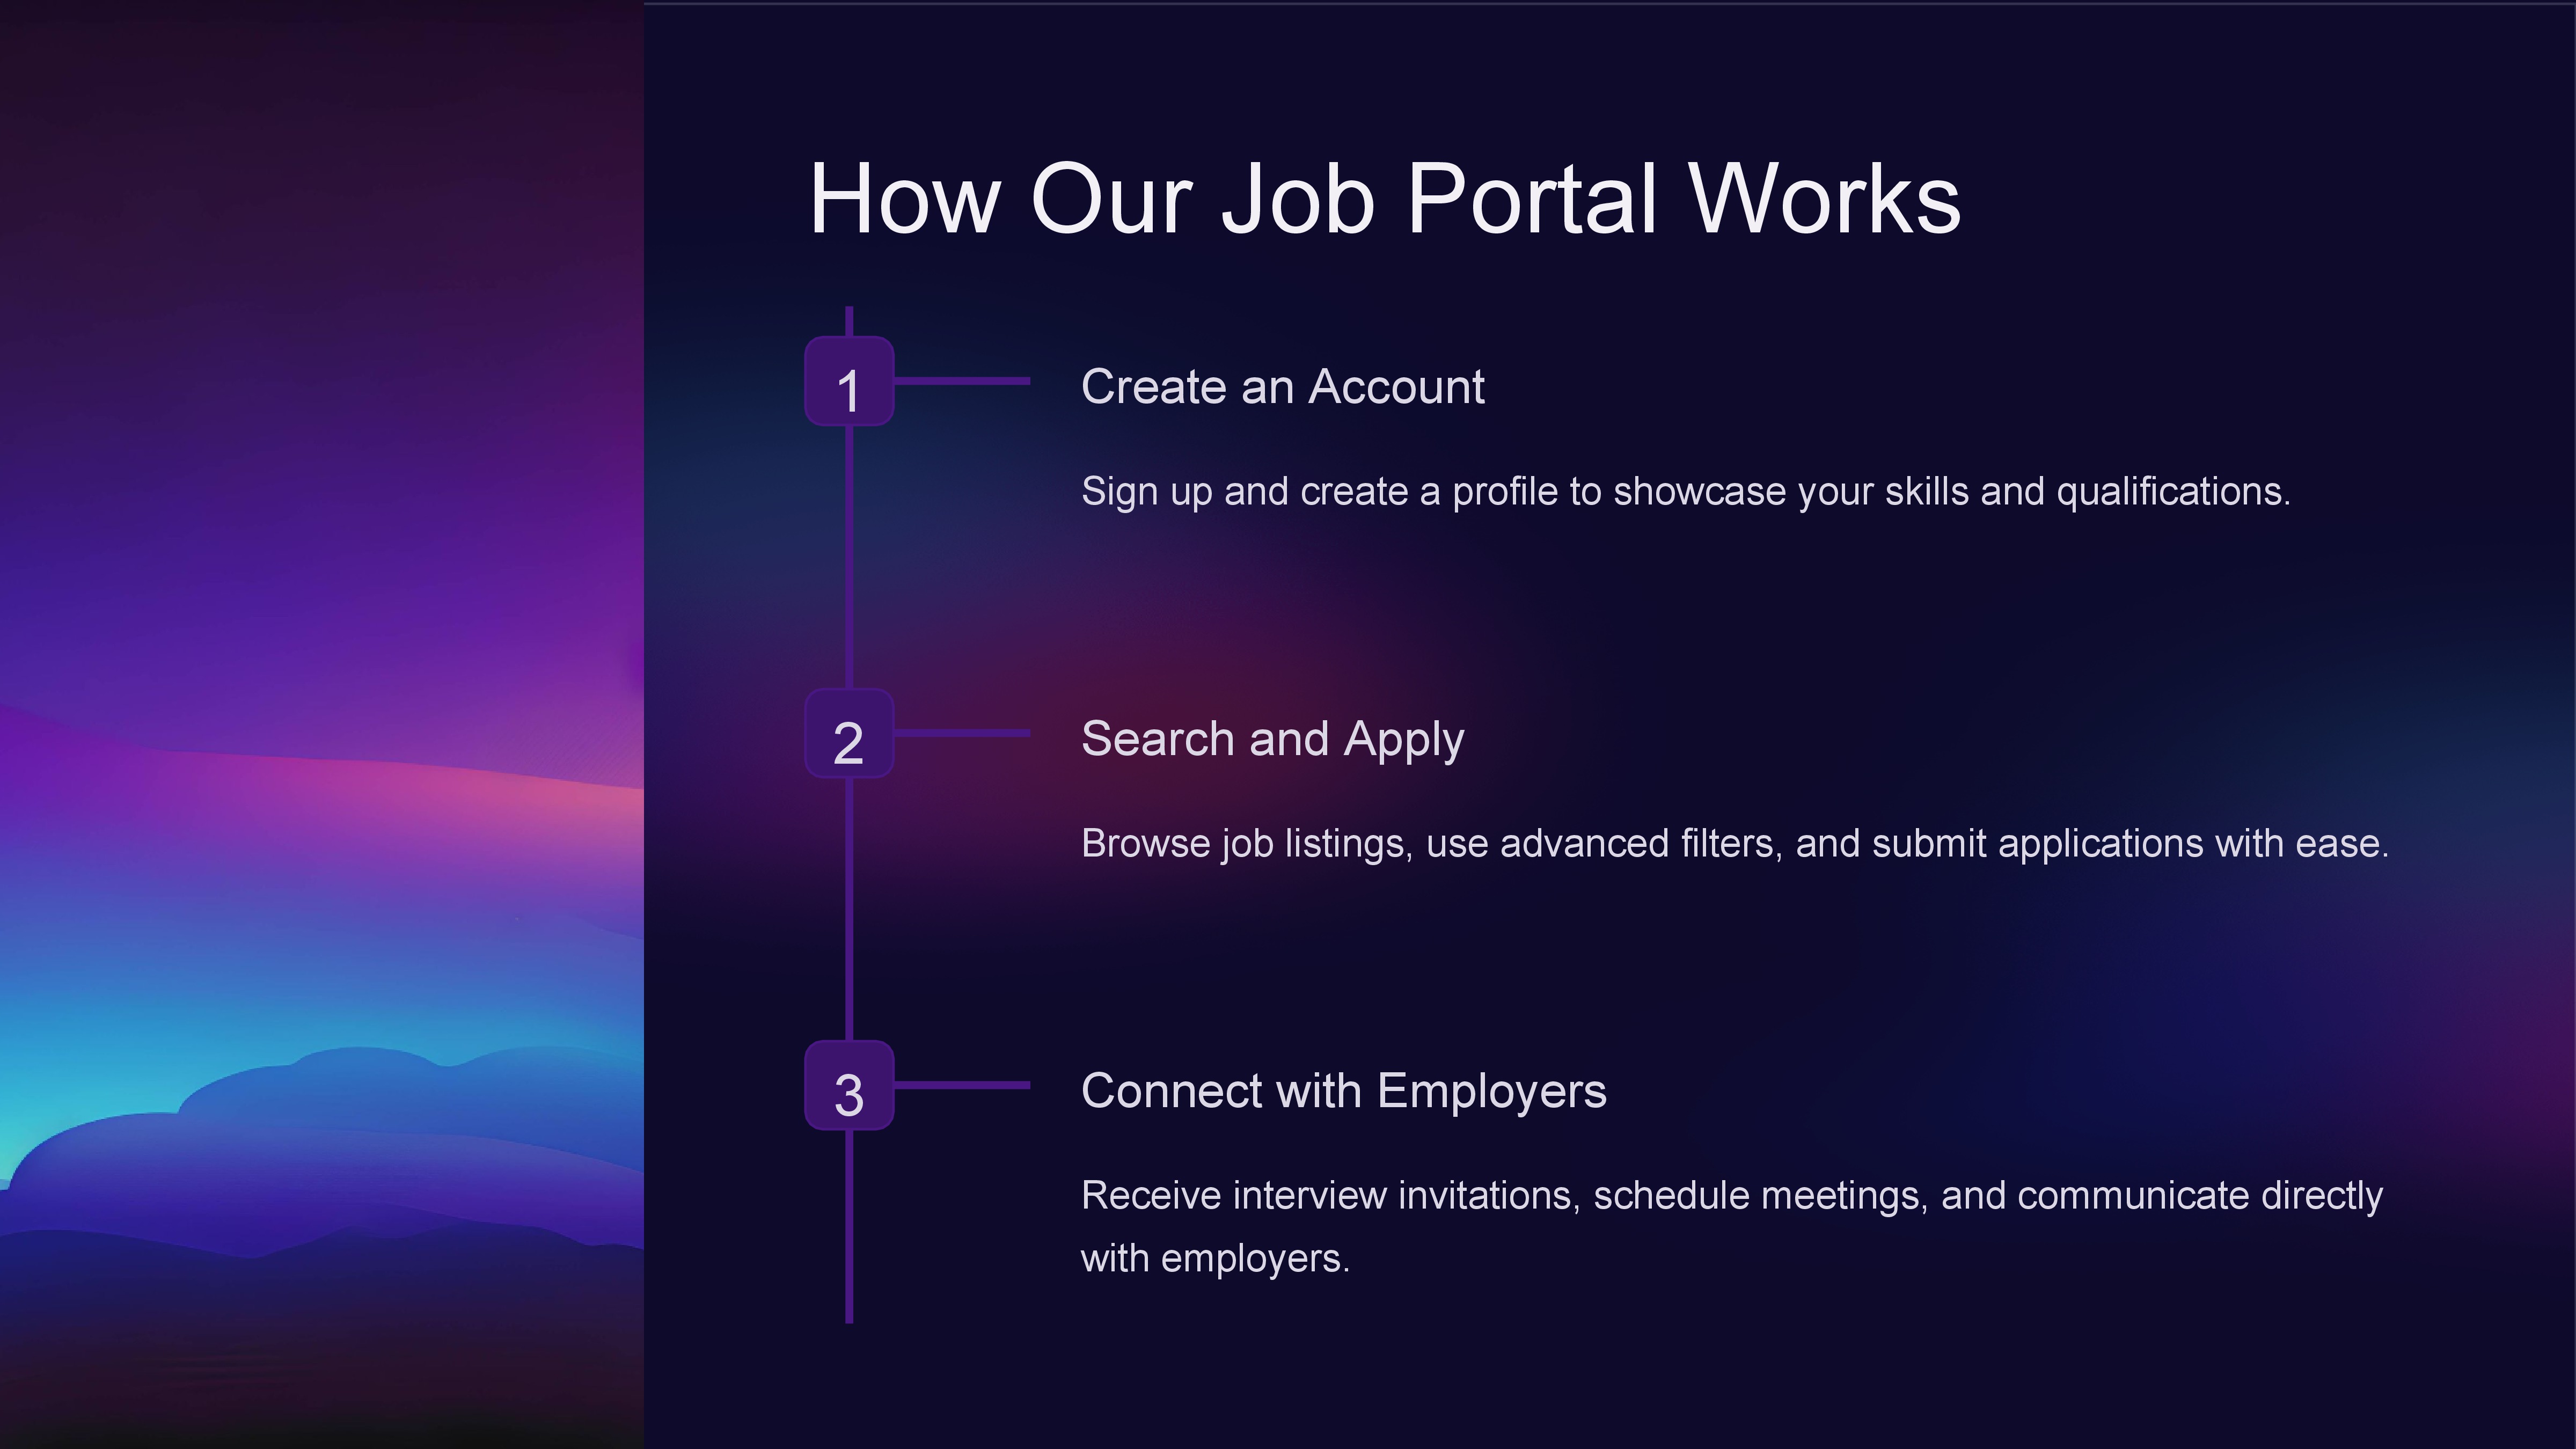 How Our Job Portal Works
1
Create an Account
Sign up and create a profile to showcase your skills and qualifications.
2
Search and Apply
Browse job listings, use advanced filters, and submit applications with ease.
3
Connect with Employers
Receive interview invitations, schedule meetings, and communicate directly
with employers.